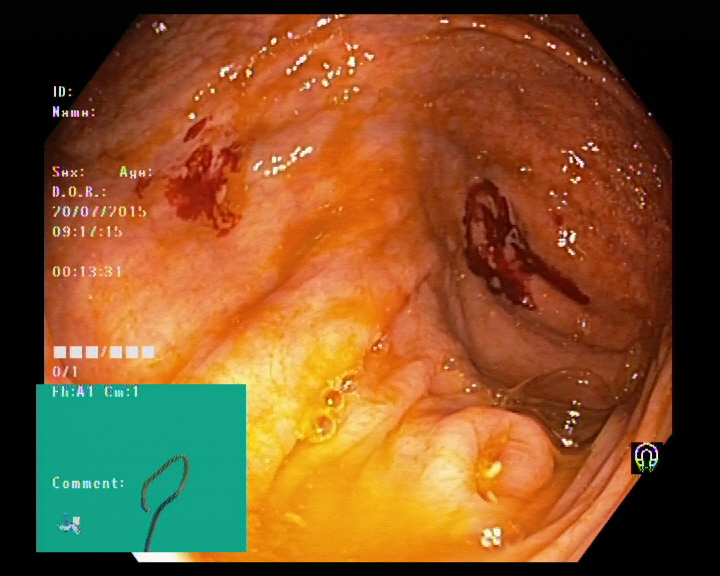 ID:
Name:
Sex: Age:
D.O.B.:
20/07/2015
09:17:15
00:13:31
■■■/■■■
0/1
Ph:A1 Cm:1
Comment: